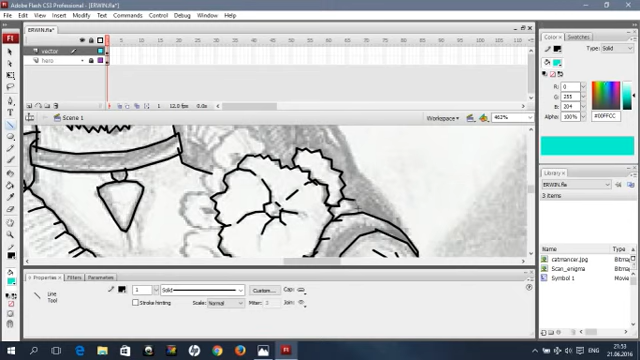 Adobe Flash CS3 Professional - [ERWIN.fla*]
File Edit View Insert Modify Text Commands Control Debug Window Help
ERWIN.fla*
5 10 15 20 25 30 35 40 45 50 55 60 65 70 75 80 85 90 95 100 105 110
vector
hero
1 12.0 fps 0.0s
Scene 1
Workspace
462%
Color Swatches
Type: Solid
R: 0
G: 255
B: 204
Alpha: 100%
#00FFCC
Library
ERWIN.fla
3 items
Name Type
catmancer.jpg Bitmap
Scan_enigma Bitmap
Symbol 1 Movie
Properties Filters Parameters
Line Tool
1 Solid Custom... Cap:
Stroke hinting Scale: Normal Miter: 3 Join:
ENG
21:53
21.06.2016